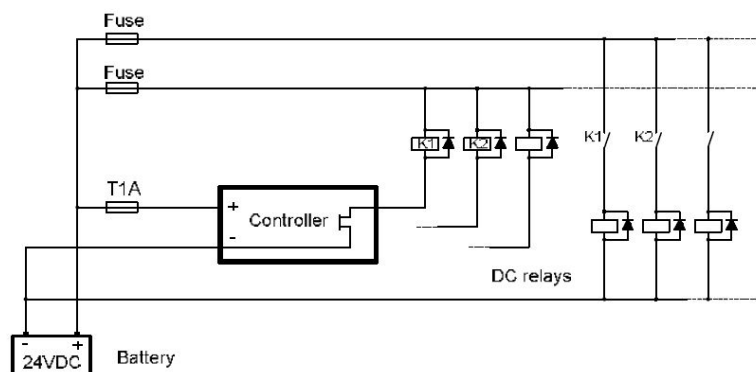 Fuse
Fuse
K1 K2
K1 K2
T1A
+
Controller
-
DC relays
- +
24VDC
Battery